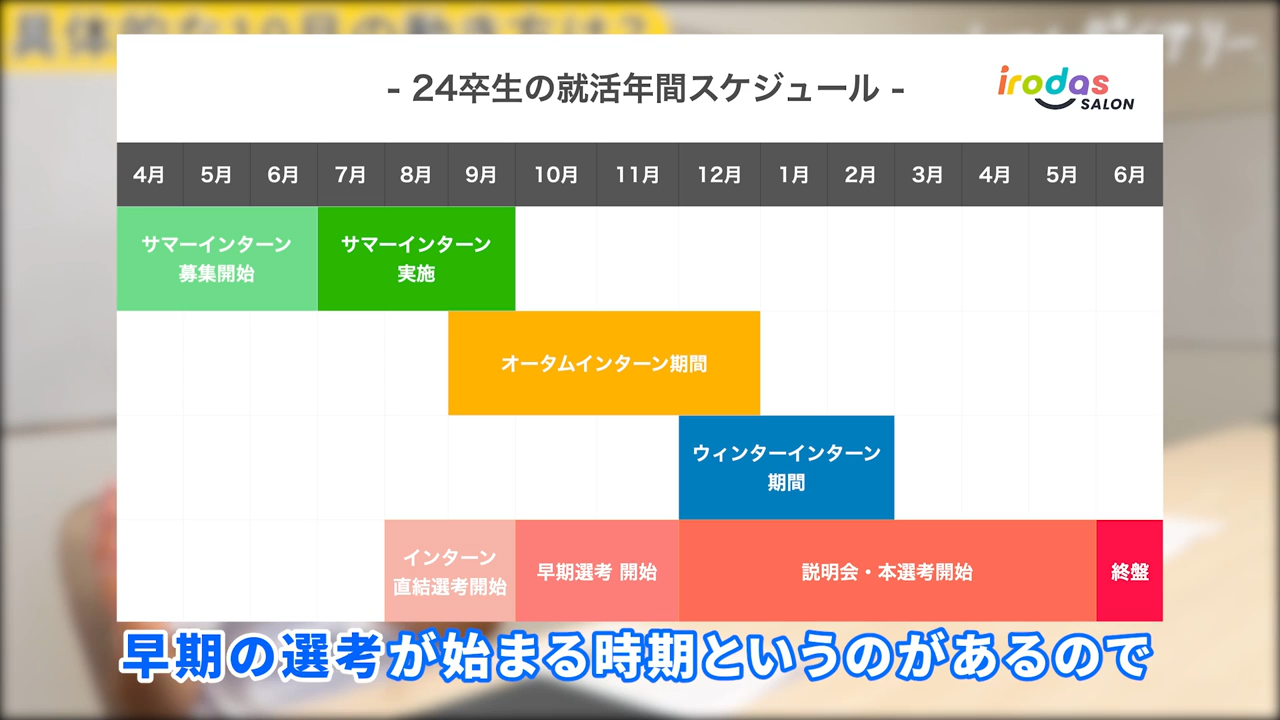 - 24卒生の就活年間スケジュール -
irodas
SALON
4月 5月 6月 7月 8月 9月 10月 11月 12月 1月 2月 3月 4月 5月 6月
サマーインターン
募集開始
サマーインターン
実施
オータムインターン期間
ウィンターインターン
期間
インターン
直結選考開始
早期選考 開始
説明会・本選考開始
終盤
早期の選考が始まる時期というのがあるので